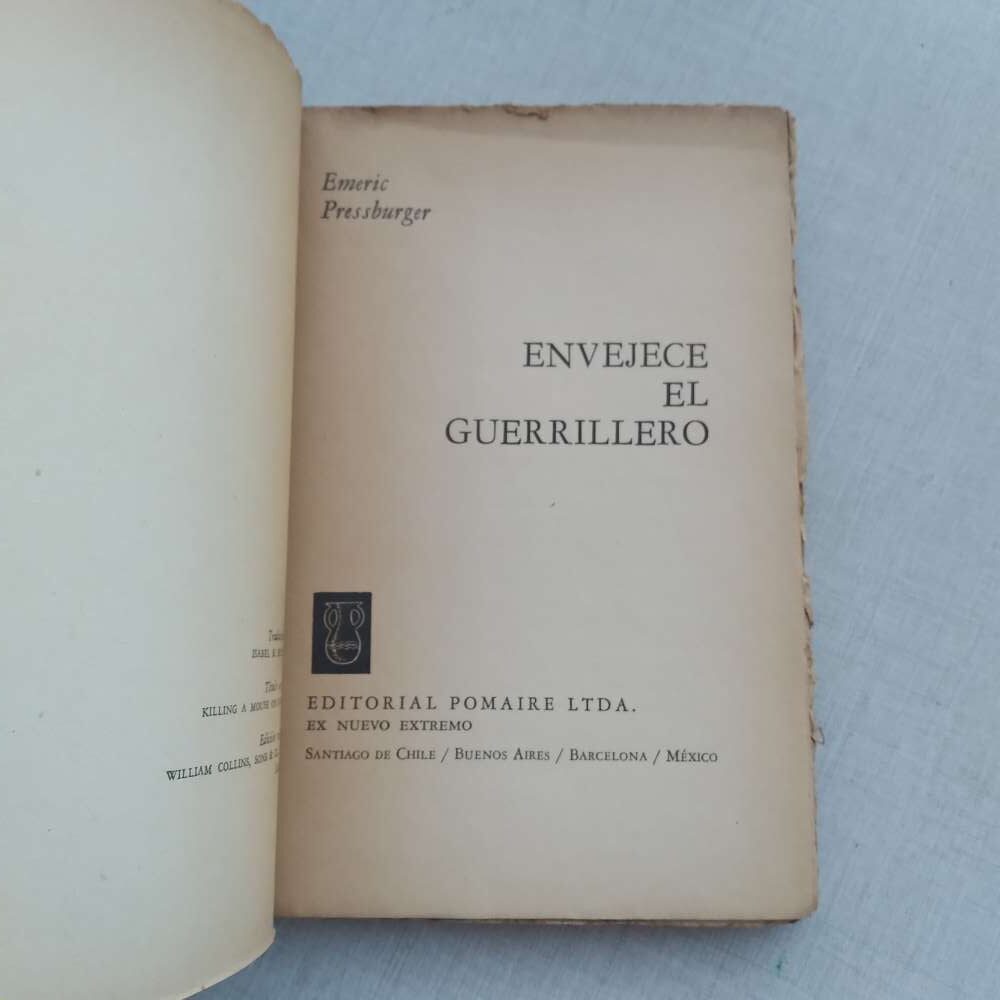 ISABEL
KILLING A MOUSE
WILLIAM COLLINS, SONS &
Emeric
Pressburger
ENVEJECE
EL
GUERRILLERO
EDITORIAL POMAIRE LTDA.
EX NUEVO EXTREMO
SANTIAGO DE CHILE / BUENOS AIRES / BARCELONA / MÉXICO